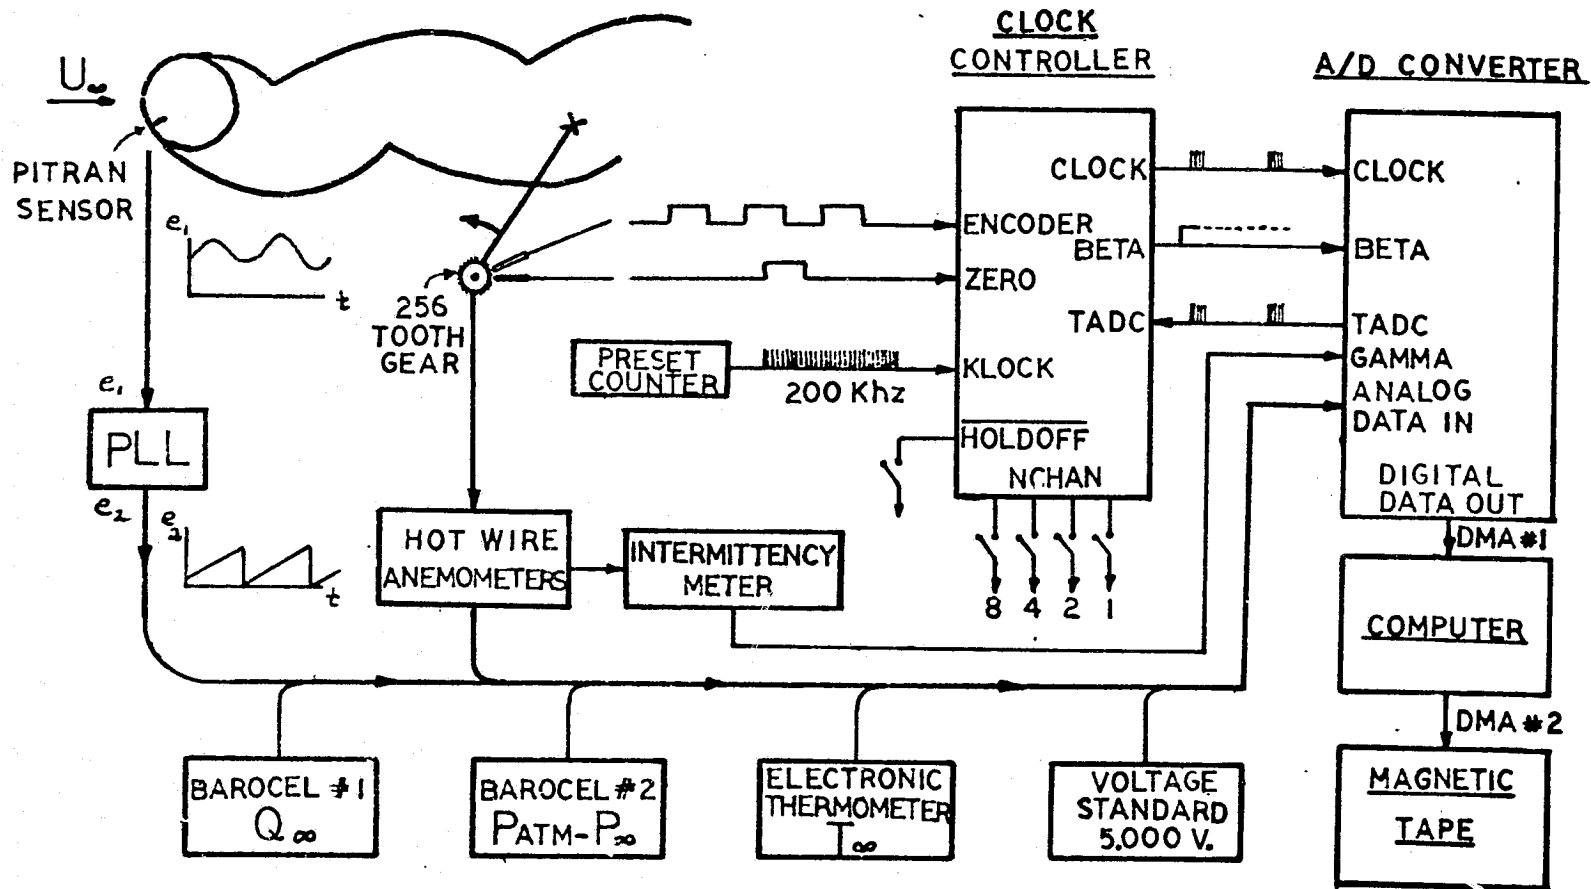 U∞
PITRAN
SENSOR
e₁
t
256
TOOTH
GEAR
e₁
PLL
e₂
e₂
t
HOT WIRE
ANEMOMETERS
INTERMITTENCY
METER
PRESET
COUNTER
200 Khz
CLOCK
CONTROLLER
CLOCK
ENCODER
BETA
ZERO
TADC
KLOCK
HOLDOFF
NCHAN
8 4 2 1
A/D CONVERTER
CLOCK
BETA
TADC
GAMMA
ANALOG
DATA IN
DIGITAL
DATA OUT
DMA #1
COMPUTER
DMA #2
MAGNETIC
TAPE
BAROCEL #1
Q∞
BAROCEL #2
PATM-P∞
ELECTRONIC
THERMOMETER
T∞
VOLTAGE
STANDARD
5.000 V.